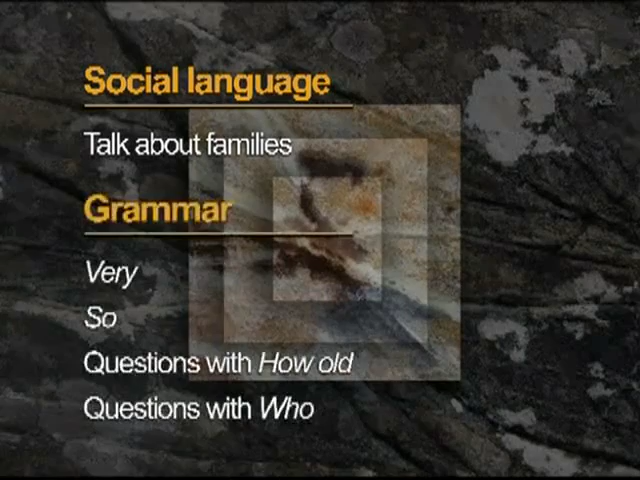 Social language
Talk about families
Grammar
Very
So
Questions with How old
Questions with Who